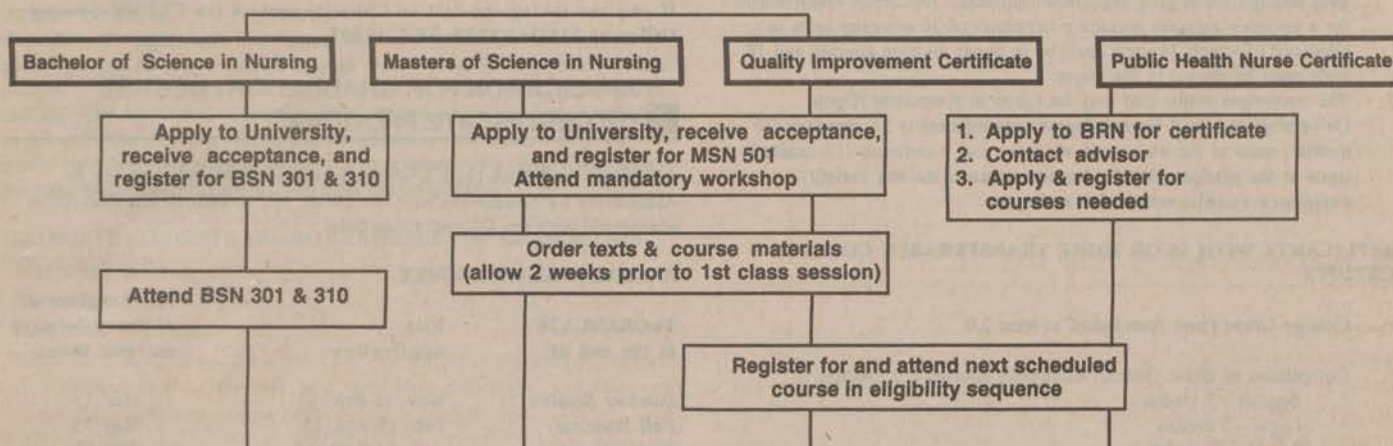 Bachelor of Science in Nursing
Masters of Science in Nursing
Quality Improvement Certificate
Public Health Nurse Certificate
Apply to University,
receive acceptance, and
register for BSN 301 & 310
Apply to University, receive acceptance,
and register for MSN 501
Attend mandatory workshop
1. Apply to BRN for certificate
2. Contact advisor
3. Apply & register for
courses needed
Order texts & course materials
(allow 2 weeks prior to 1st class session)
Attend BSN 301 & 310
Register for and attend next scheduled
course in eligibility sequence